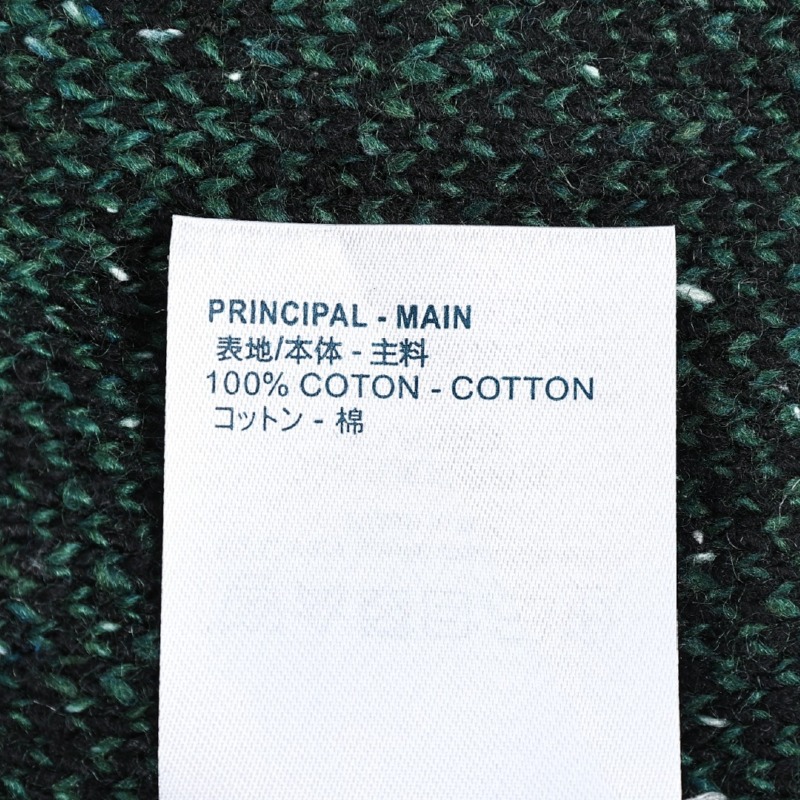 PRINCIPAL - MAIN
表地/本体 - 主料
100% COTON - COTTON
コットン - 棉